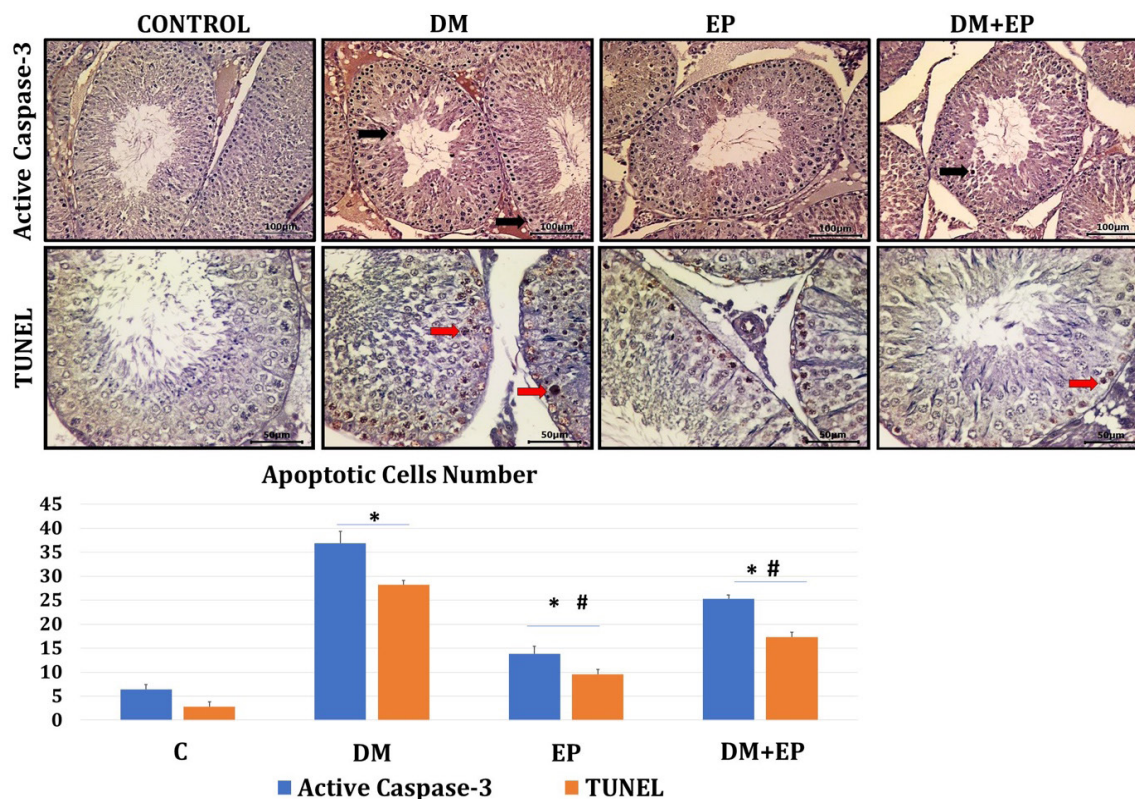 CONTROL DM EP DM+EP
Active Caspase-3
100µm 100µm 100µm 100µm
TUNEL
50µm 50µm 50µm 50µm
Apoptotic Cells Number
45
40
*
35
30
* #
25
* #
20
15
10
5
0
C DM EP DM+EP
Active Caspase-3 TUNEL